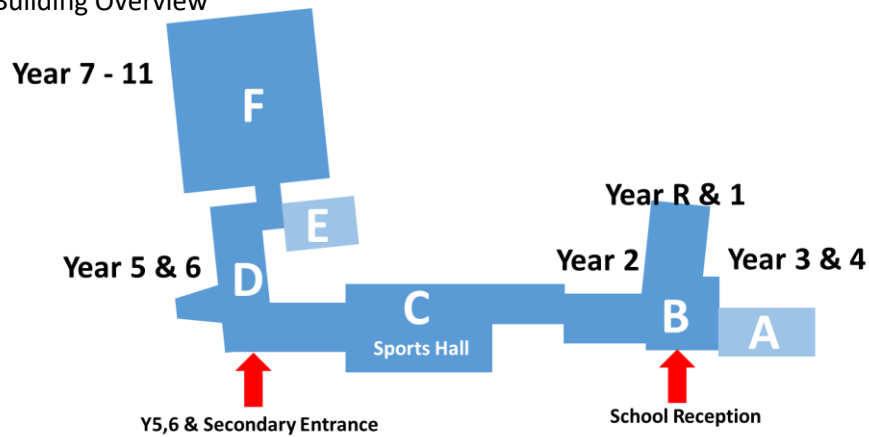 Building Overview
Year 7 - 11
F
Year R & 1
E
Year 5 & 6
Year 2
Year 3 & 4
D
C
B
A
Sports Hall
Y5,6 & Secondary Entrance
School Reception